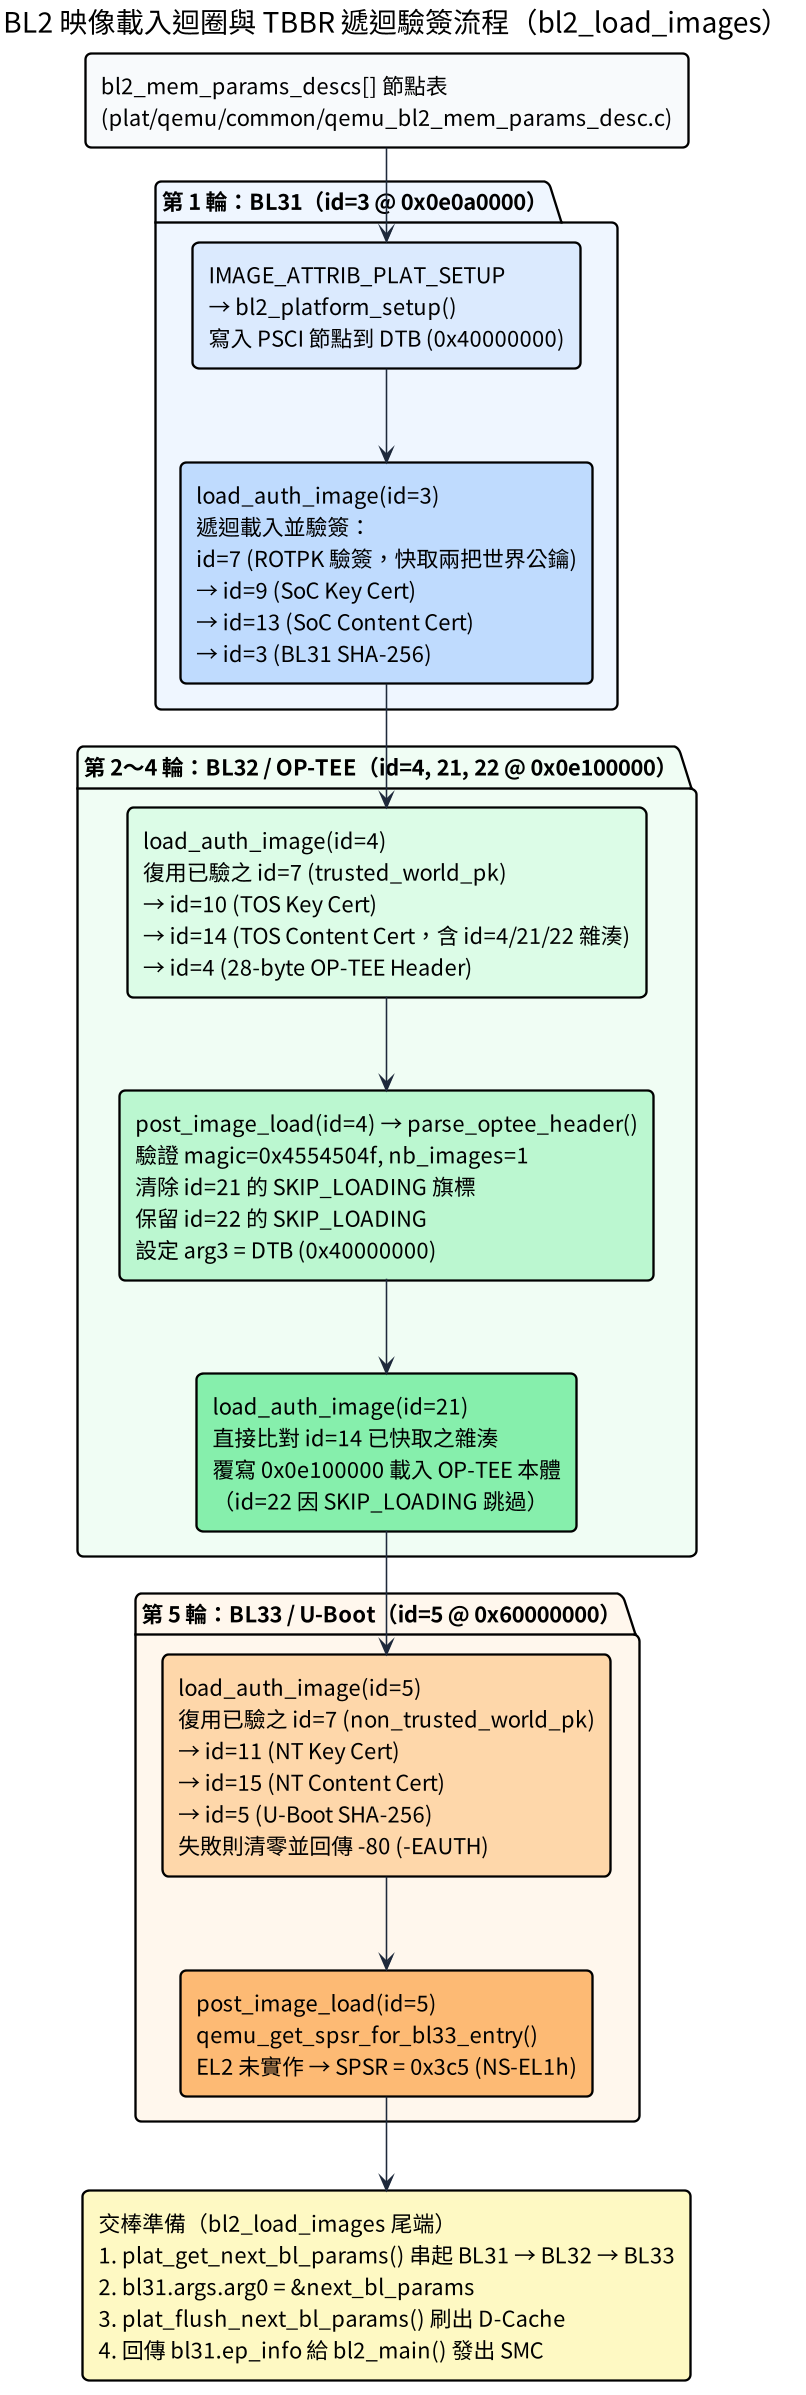 BL2 映像載入迴圈與 TBBR 遞迴驗簽流程（bl2_load_images）
bl2_mem_params_descs[] 節點表
(plat/qemu/common/qemu_bl2_mem_params_desc.c)
第 1 輪：BL31（id=3 @ 0x0e0a0000）
IMAGE_ATTRIB_PLAT_SETUP
→ bl2_platform_setup()
寫入 PSCI 節點到 DTB (0x40000000)
load_auth_image(id=3)
遞迴載入並驗簽：
id=7 (ROTPK 驗簽，快取兩把世界公鑰)
→ id=9 (SoC Key Cert)
→ id=13 (SoC Content Cert)
→ id=3 (BL31 SHA-256)
第 2～4 輪：BL32 / OP-TEE（id=4, 21, 22 @ 0x0e100000）
load_auth_image(id=4)
復用已驗之 id=7 (trusted_world_pk)
→ id=10 (TOS Key Cert)
→ id=14 (TOS Content Cert，含 id=4/21/22 雜湊)
→ id=4 (28-byte OP-TEE Header)
post_image_load(id=4) → parse_optee_header()
驗證 magic=0x4554504f, nb_images=1
清除 id=21 的 SKIP_LOADING 旗標
保留 id=22 的 SKIP_LOADING
設定 arg3 = DTB (0x40000000)
load_auth_image(id=21)
直接比對 id=14 已快取之雜湊
覆寫 0x0e100000 載入 OP-TEE 本體
（id=22 因 SKIP_LOADING 跳過）
第 5 輪：BL33 / U-Boot（id=5 @ 0x60000000）
load_auth_image(id=5)
復用已驗之 id=7 (non_trusted_world_pk)
→ id=11 (NT Key Cert)
→ id=15 (NT Content Cert)
→ id=5 (U-Boot SHA-256)
失敗則清零並回傳 -80 (-EAUTH)
post_image_load(id=5)
qemu_get_spsr_for_bl33_entry()
EL2 未實作 → SPSR = 0x3c5 (NS-EL1h)
交棒準備（bl2_load_images 尾端）
1. plat_get_next_bl_params() 串起 BL31 → BL32 → BL33
2. bl31.args.arg0 = &next_bl_params
3. plat_flush_next_bl_params() 刷出 D-Cache
4. 回傳 bl31.ep_info 給 bl2_main() 發出 SMC